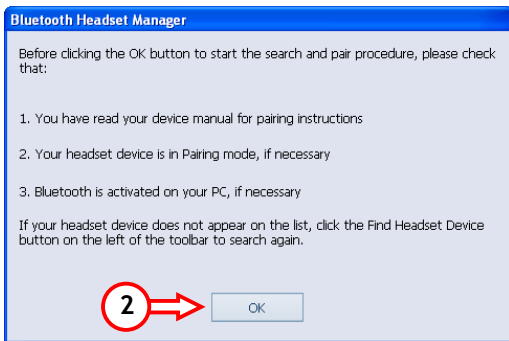 Bluetooth Headset Manager
Before clicking the OK button to start the search and pair procedure, please check
that:
1. You have read your device manual for pairing instructions
2. Your headset device is in Pairing mode, if necessary
3. Bluetooth is activated on your PC, if necessary
If your headset device does not appear on the list, click the Find Headset Device
button on the left of the toolbar to search again.
2 OK